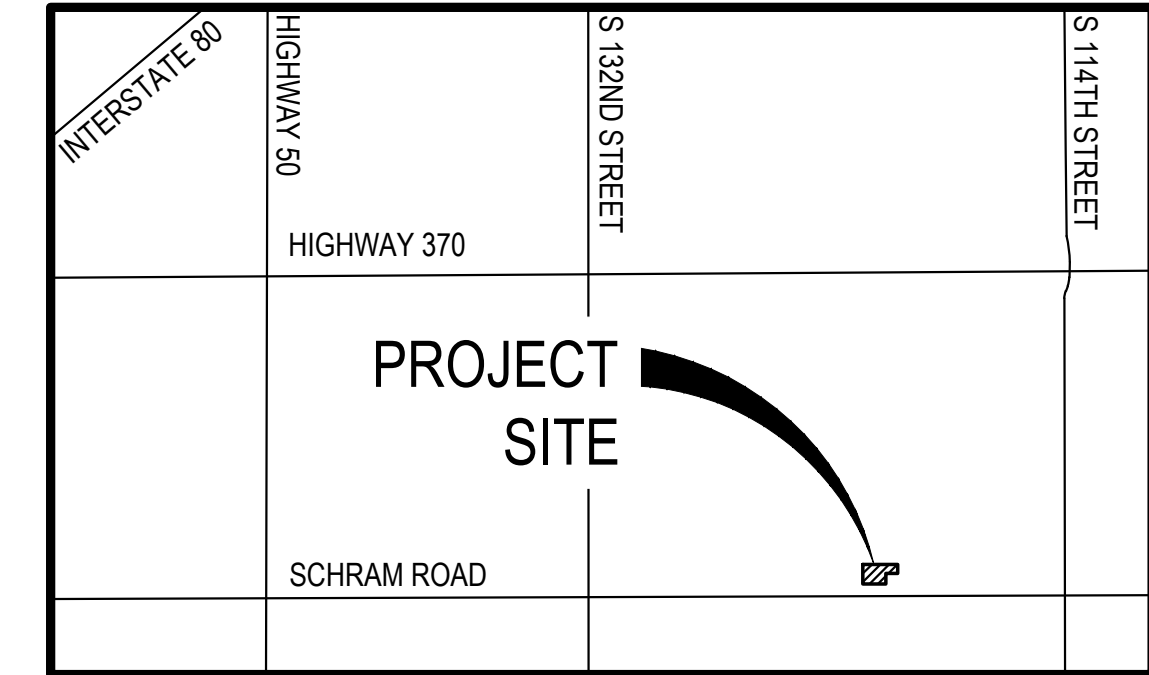 INTERSTATE 80
HIGHWAY 50
S 132ND STREET
S 114TH STREET
HIGHWAY 370
PROJECT
SITE
SCHRAM ROAD